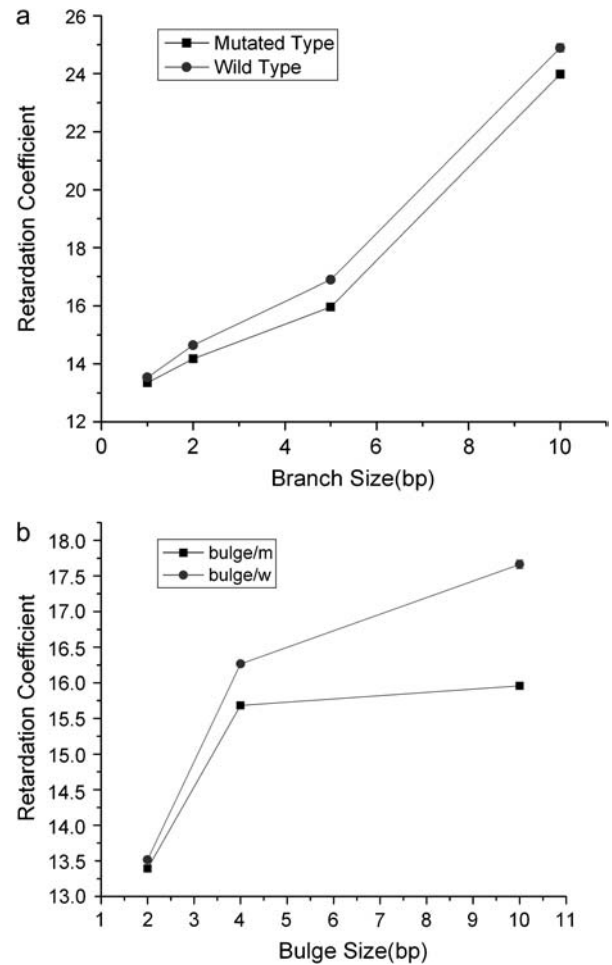 a
26
24
22
20
18
16
14
12
Retardation Coefficient
Mutated Type
Wild Type
0 2 4 6 8 10
Branch Size(bp)
b
18.0
17.5
17.0
16.5
16.0
15.5
15.0
14.5
14.0
13.5
13.0
Retardation Coefficient
bulge/m
bulge/w
1 2 3 4 5 6 7 8 9 10 11
Bulge Size(bp)